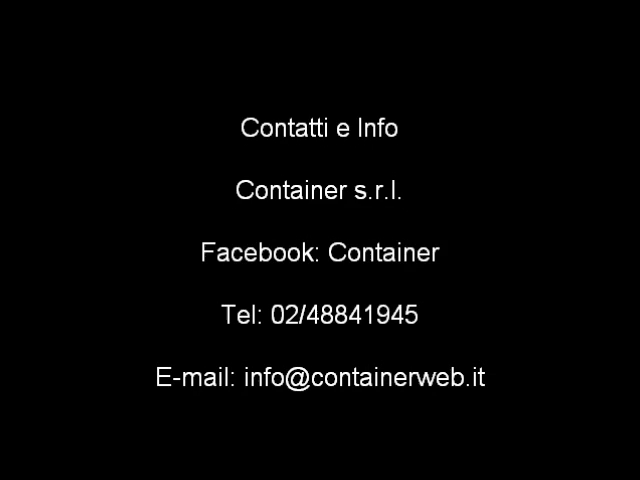 Contatti e Info
Container s.r.l.
Facebook: Container
Tel: 02/48841945
E-mail: info@containerweb.it